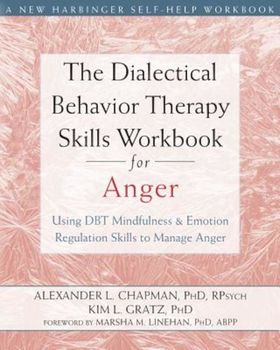 A NEW HARBINGER SELF-HELP WORKBOOK
The Dialectical
Behavior Therapy
Skills Workbook
for
Anger
Using DBT Mindfulness & Emotion
Regulation Skills to Manage Anger
ALEXANDER L. CHAPMAN, PHD, RPSYCH
KIM L. GRATZ, PHD
FOREWORD BY MARSHA M. LINEHAN, PHD, ABPP